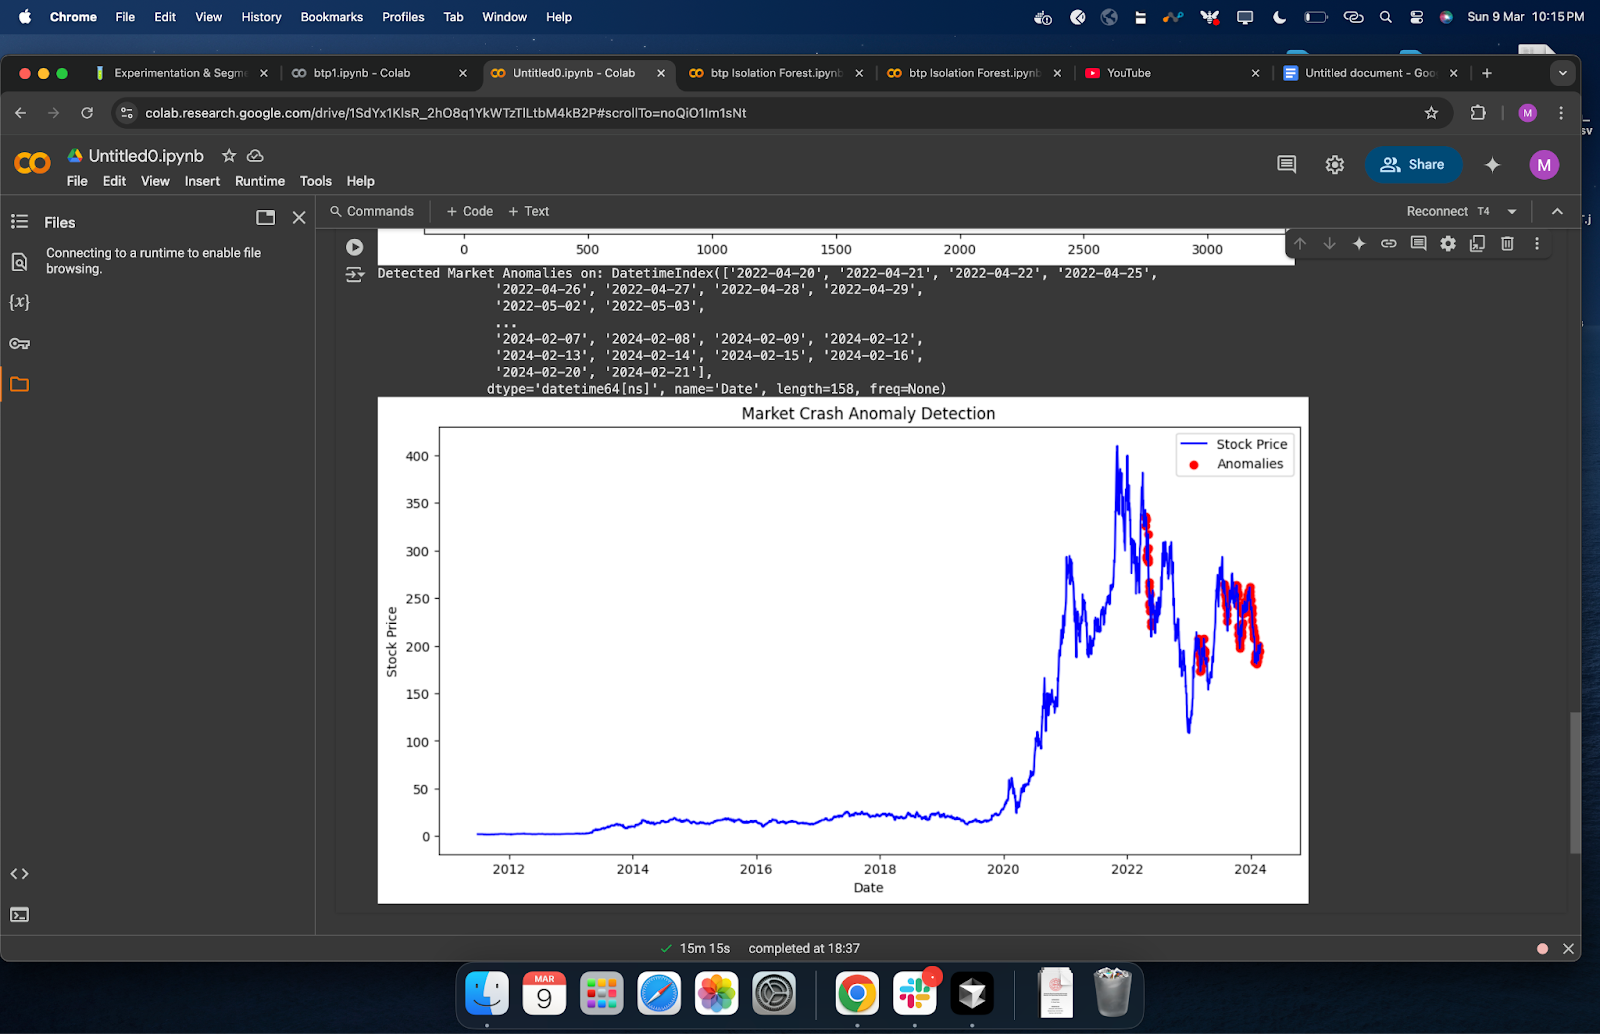 Chrome File Edit View History Bookmarks Profiles Tab Window Help Sun 9 Mar 10:15 PM
Experimentation & Segm btp1.ipynb - Colab Untitled0.ipynb - Colab btp Isolation Forest.ipynb btp Isolation Forest.ipynb YouTube Untitled document - Goo
colab.research.google.com/drive/1SdYx1KlsR_2hO8q1YkWTzTlLtbM4kB2P#scrollTo=noQiO1Im1sNt M
Untitled0.ipynb
File Edit View Insert Runtime Tools Help
Share M
Files
Commands + Code + Text Reconnect T4
Connecting to a runtime to enable file
browsing.
{x}
0 500 1000 1500 2000 2500 3000
Detected Market Anomalies on: DatetimeIndex(['2022-04-20', '2022-04-21', '2022-04-22', '2022-04-25',
'2022-04-26', '2022-04-27', '2022-04-28', '2022-04-29',
'2022-05-02', '2022-05-03',
...
'2024-02-07', '2024-02-08', '2024-02-09', '2024-02-12',
'2024-02-13', '2024-02-14', '2024-02-15', '2024-02-16',
'2024-02-20', '2024-02-21'],
dtype='datetime64[ns]', name='Date', length=158, freq=None)
Market Crash Anomaly Detection
Stock Price
Anomalies
400
350
300
250
200
150
100
50
0
Stock Price
2012 2014 2016 2018 2020 2022 2024
Date
15m 15s completed at 18:37
MAR
9